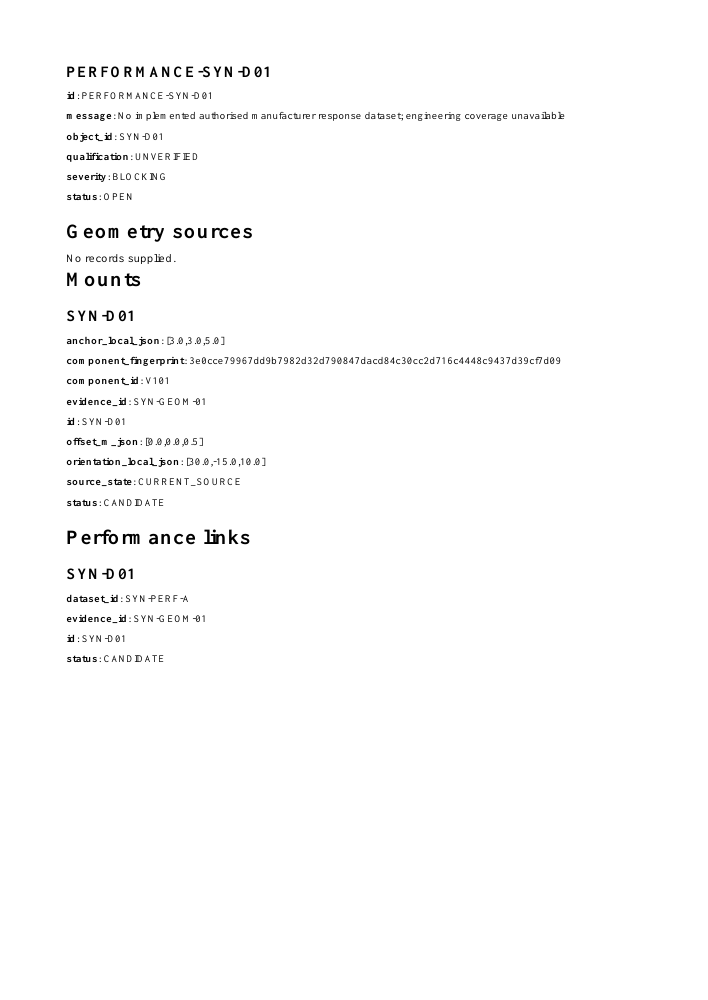 PERFORMANCE-SYN-D01
id: PERFORMANCE-SYN-D01
message: No implemented authorised manufacturer response dataset; engineering coverage unavailable
object_id: SYN-D01
qualification: UNVERIFIED
severity: BLOCKING
status: OPEN
Geometry sources
No records supplied.
Mounts
SYN-D01
anchor_local_json: [3.0,3.0,5.0]
component_fingerprint: 3e0cce79967dd9b7982d32d790847dacd84c30cc2d716c4448c9437d39cf7d09
component_id: V101
evidence_id: SYN-GEOM-01
id: SYN-D01
offset_m_json: [0.0,0.0,0.5]
orientation_local_json: [30.0,-15.0,10.0]
source_state: CURRENT_SOURCE
status: CANDIDATE
Performance links
SYN-D01
dataset_id: SYN-PERF-A
evidence_id: SYN-GEOM-01
id: SYN-D01
status: CANDIDATE